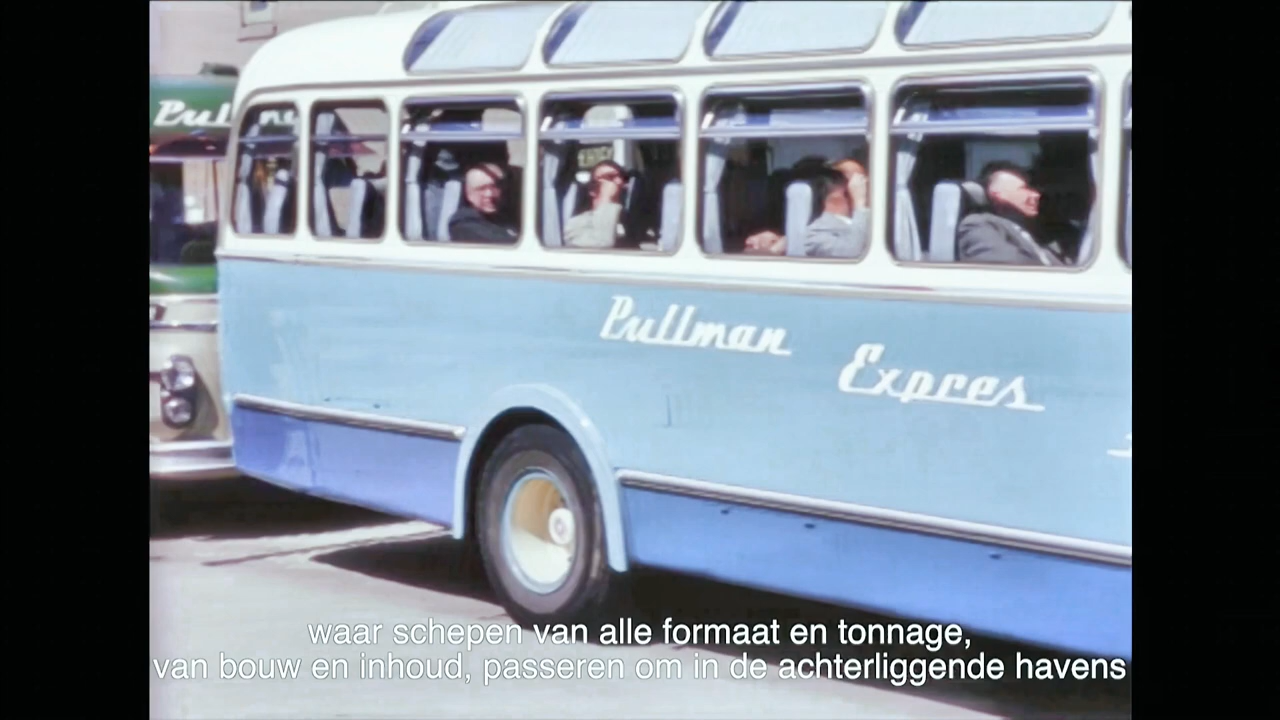 Pullman
Pullman
Expres
waar schepen van alle formaat en tonnage,
van bouw en inhoud, passeren om in de achterliggende havens